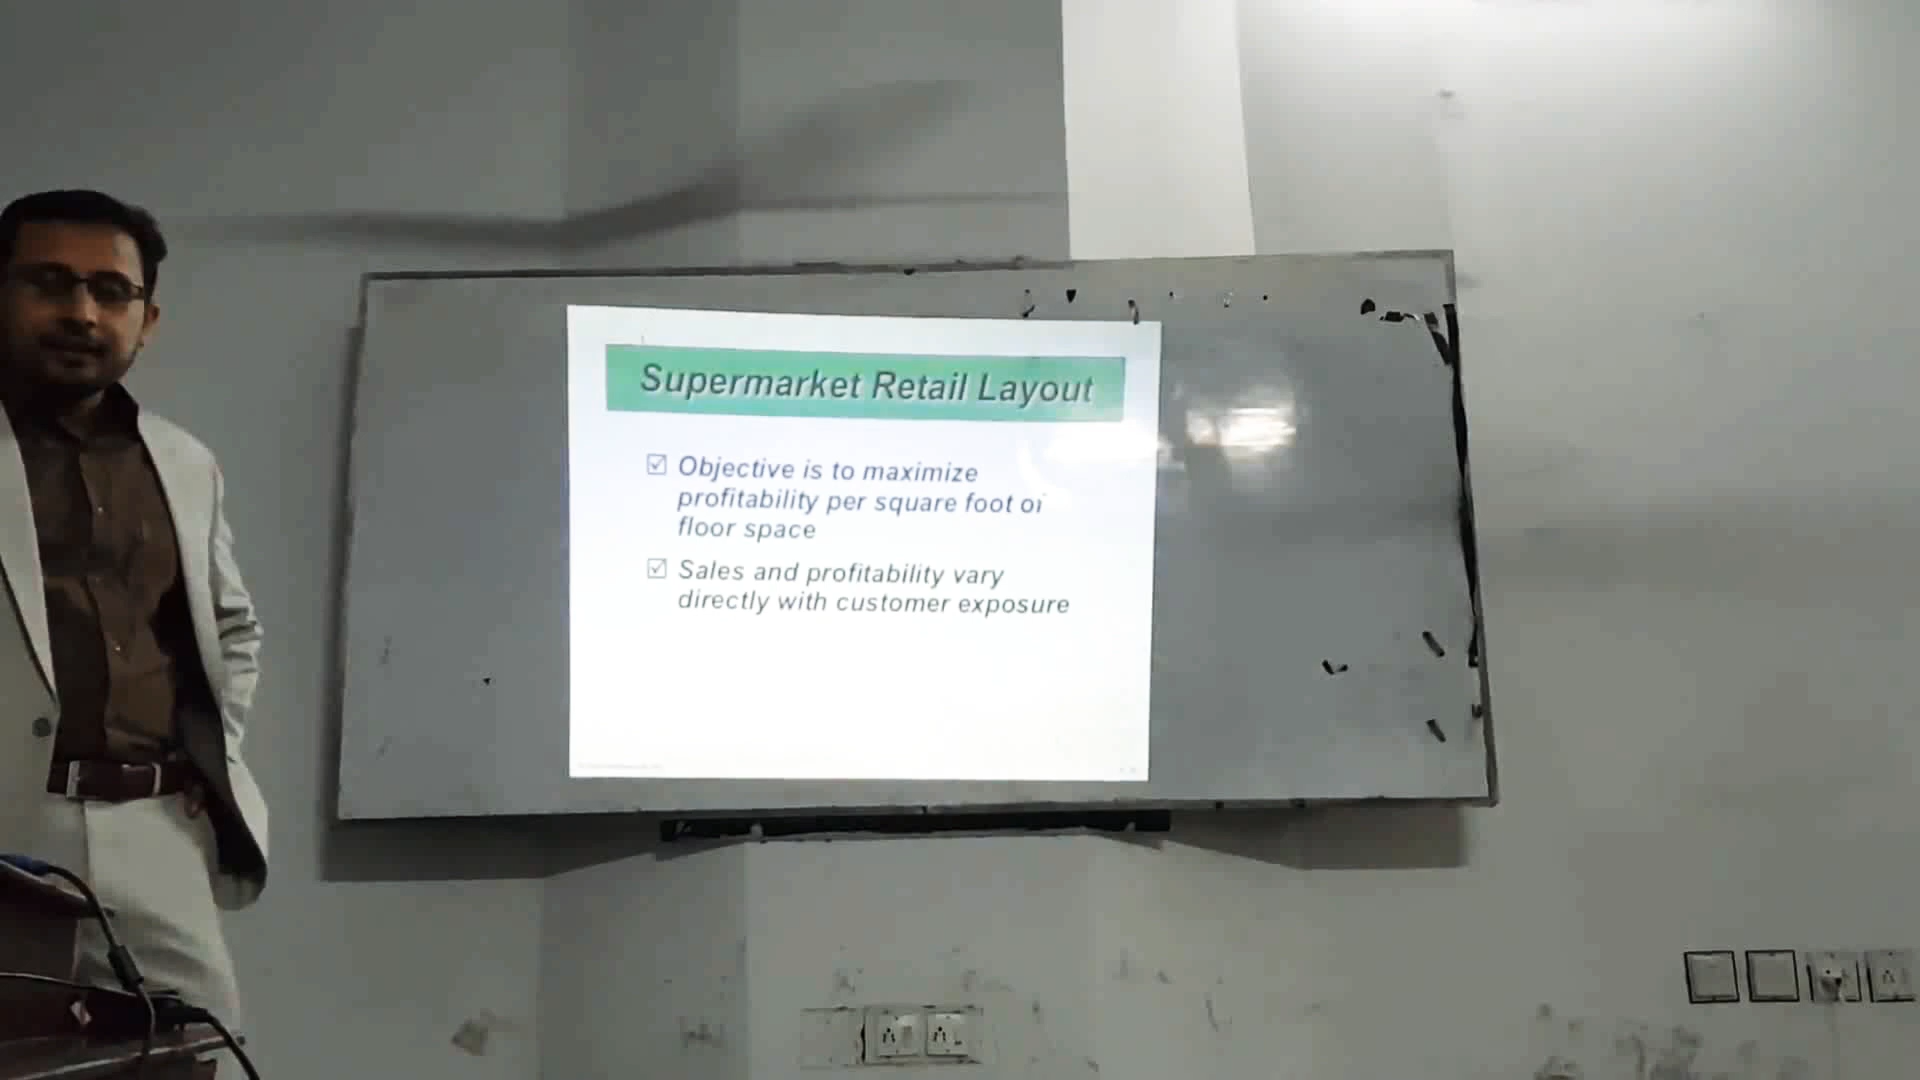 Supermarket Retail Layout
☑ Objective is to maximize
profitability per square foot of
floor space
☑ Sales and profitability vary
directly with customer exposure